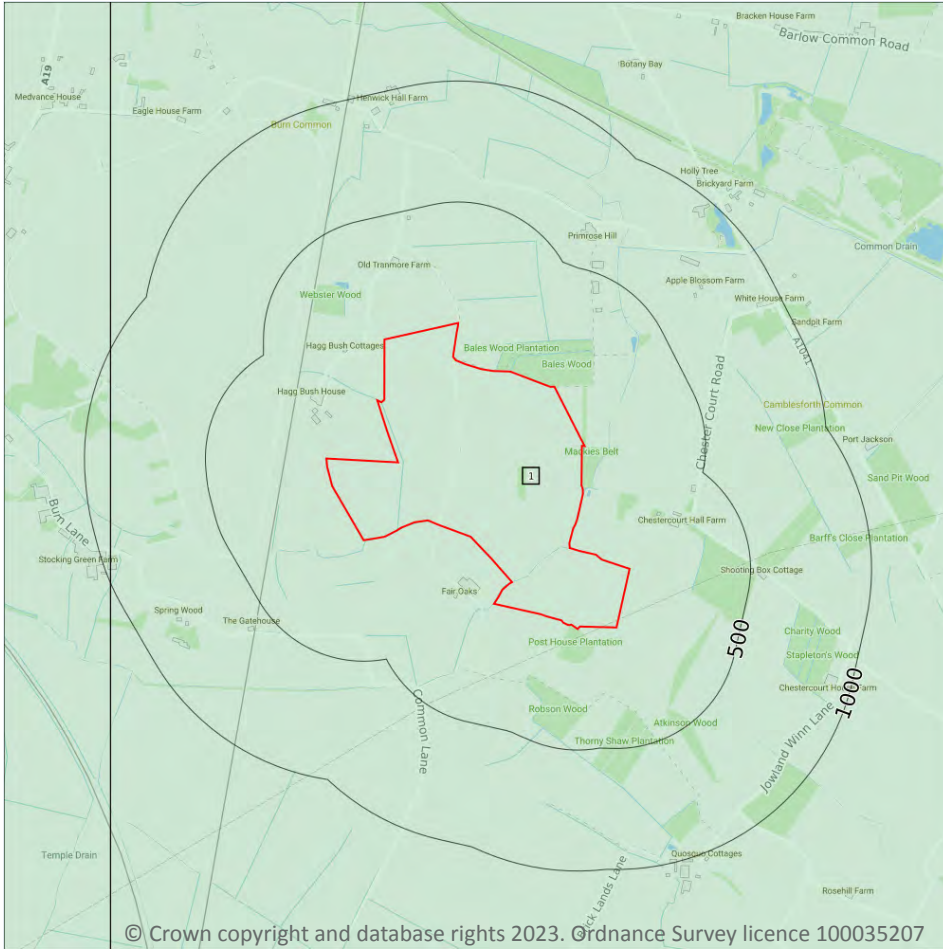 Bracken House Farm
Barlow Common Road
A19
Botany Bay
Medvance House
Henwick Hall Farm
Eagle House Farm
Burn Common
Holly Tree
Brickyard Farm
Primrose Hill
Common Drain
Old Tranmore Farm
Apple Blossom Farm
Webster Wood
White House Farm
Sandpit Farm
Hagg Bush Cottages
Bales Wood Plantation
A1041
Bales Wood
Chester Court Road
Hagg Bush House
Camblesforth Common
New Close Plantation
Port Jackson
Mackies Belt
1
Sand Pit Wood
Burn Lane
Chestercourt Hall Farm
Barff's Close Plantation
Stocking Green Farm
Shooting Box Cottage
Fair Oaks
Spring Wood
The Gatehouse
Charity Wood
500
Post House Plantation
Stapleton's Wood
Chestercourt House Farm
1000
Robson Wood
Common Lane
Atkinson Wood
Jowland Winn Lane
Thorny Shaw Plantation
Temple Drain
Quosquo Cottages
Lands Lane
Rosehill Farm
© Crown copyright and database rights 2023. Ordnance Survey licence 100035207